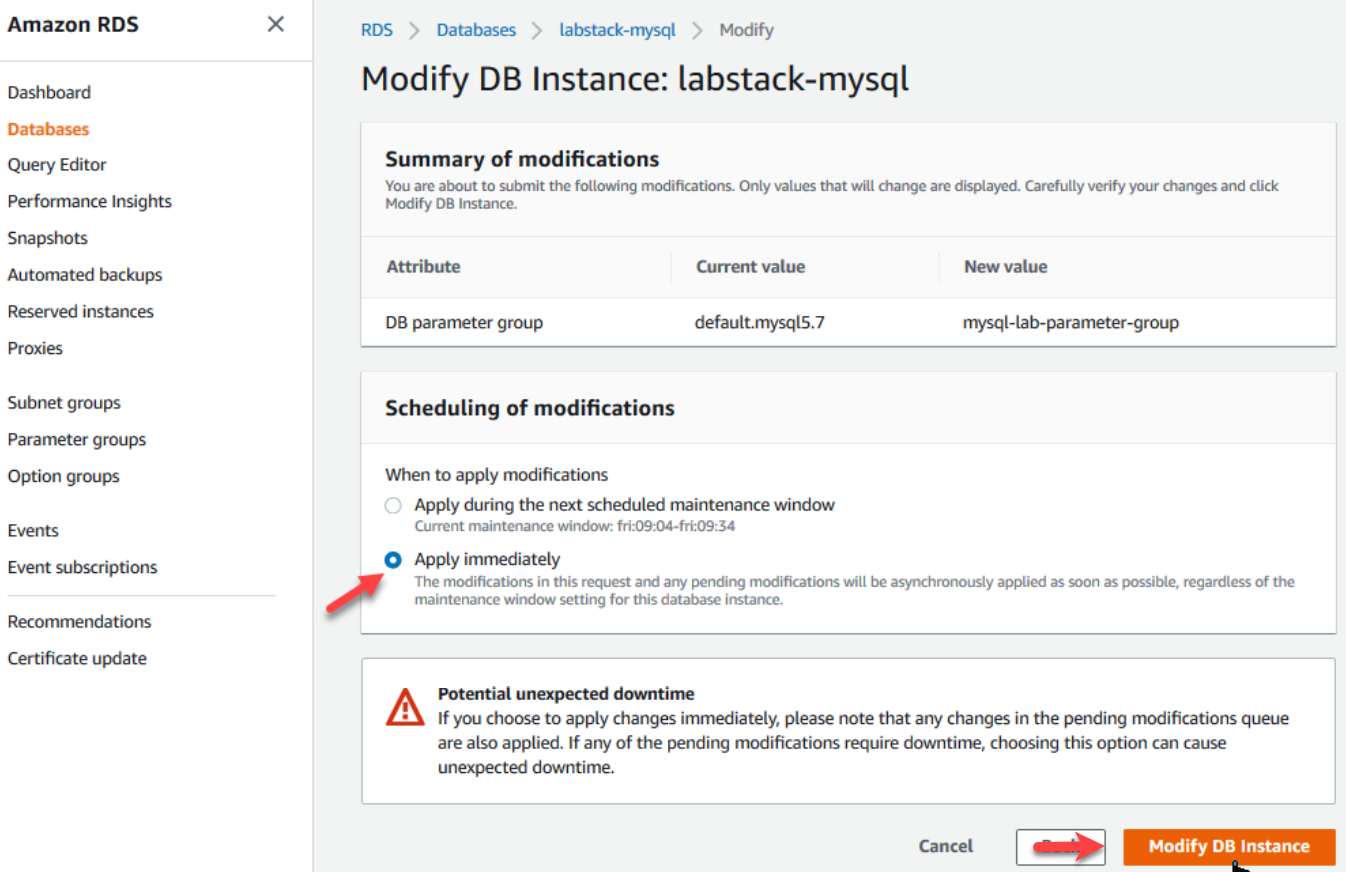 Amazon RDS
Dashboard
Databases
Query Editor
Performance Insights
Snapshots
Automated backups
Reserved instances
Proxies
Subnet groups
Parameter groups
Option groups
Events
Event subscriptions
Recommendations
Certificate update
RDS > Databases > labstack-mysql > Modify
Modify DB Instance: labstack-mysql
Summary of modifications
You are about to submit the following modifications. Only values that will change are displayed. Carefully verify your changes and click
Modify DB Instance.
Attribute Current value New value
DB parameter group default.mysql5.7 mysql-lab-parameter-group
Scheduling of modifications
When to apply modifications
Apply during the next scheduled maintenance window
Current maintenance window: fri:09:04-fri:09:34
Apply immediately
The modifications in this request and any pending modifications will be asynchronously applied as soon as possible, regardless of the
maintenance window setting for this database instance.
Potential unexpected downtime
If you choose to apply changes immediately, please note that any changes in the pending modifications queue
are also applied. If any of the pending modifications require downtime, choosing this option can cause
unexpected downtime.
Cancel Modify DB Instance